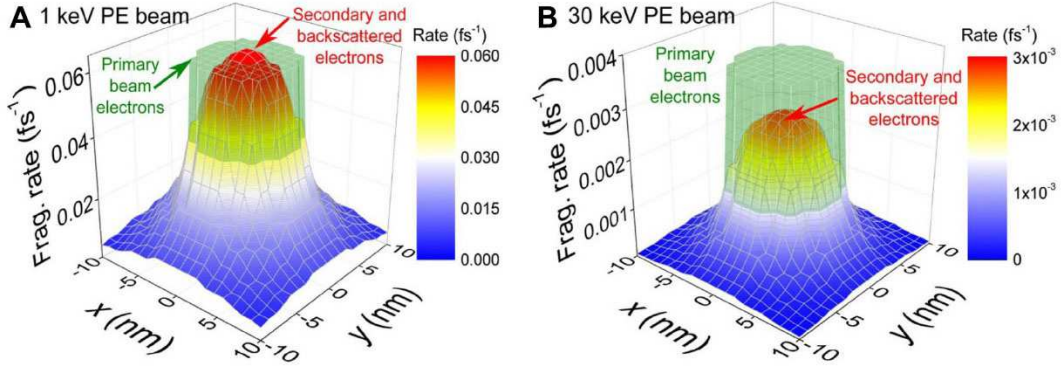 A 1 keV PE beam
Secondary and
backscattered
electrons
Primary
beam
electrons
Rate (fs⁻¹)
0.060
0.045
0.030
0.015
0.000
Frag. rate (fs⁻¹)
0.06
0.04
0.02
-10
-5
0
5
10
x (nm)
-10
-5
0
5
10
y (nm)
B 30 keV PE beam
Primary
beam
electrons
Secondary and
backscattered
electrons
Rate (fs⁻¹)
3x10⁻³
2x10⁻³
1x10⁻³
0
Frag. rate (fs⁻¹)
0.004
0.003
0.002
0.001
-10
-5
0
5
10
x (nm)
-10
-5
0
5
10
y (nm)